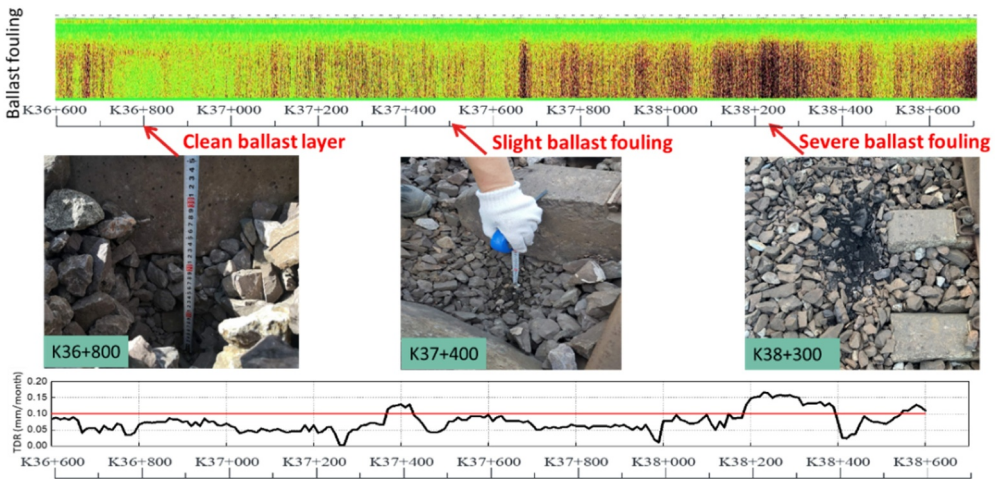 Ballast fouling
K36+600 K36+800 K37+000 K37+200 K37+400 K37+600 K37+800 K38+000 K38+200 K38+400 K38+600
Clean ballast layer
Slight ballast fouling
Severe ballast fouling
K36+800
K37+400
K38+300
TDR (mm/month)
0.20
0.15
0.10
0.05
0.00
K36+600 K36+800 K37+000 K37+200 K37+400 K37+600 K37+800 K38+000 K38+200 K38+400 K38+600